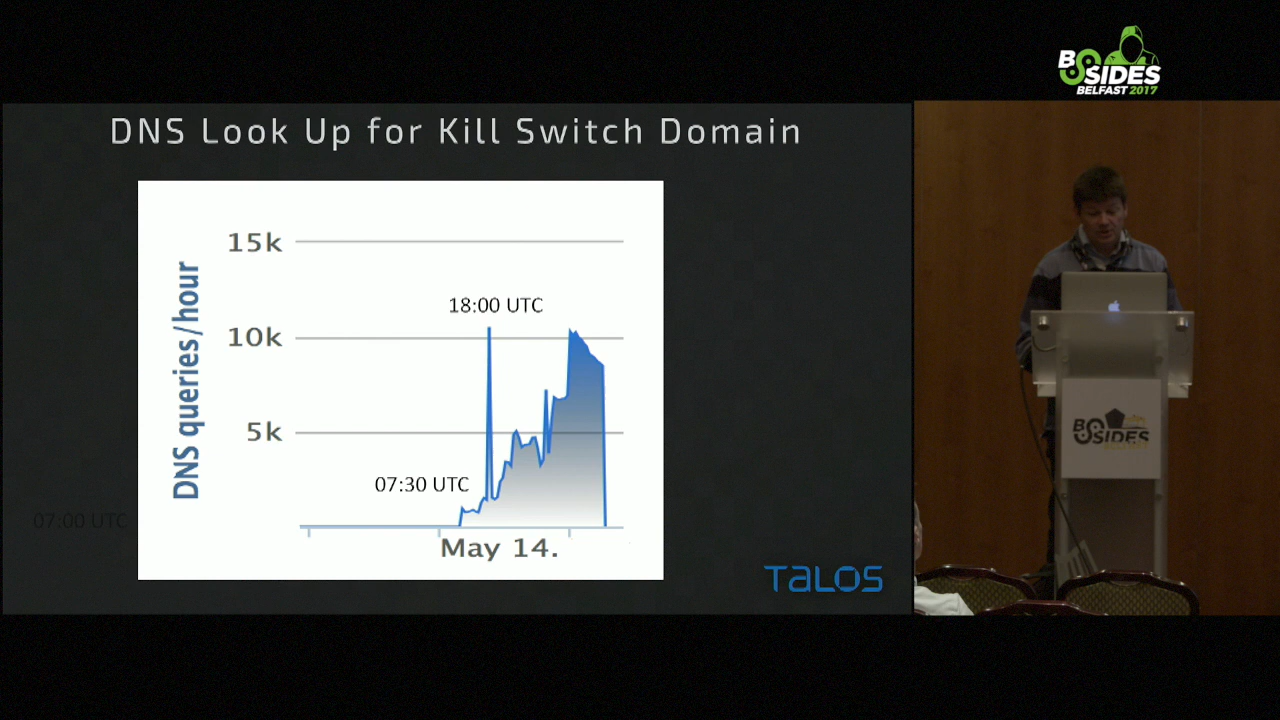 BSIDES
BELFAST 2017
DNS Look Up for Kill Switch Domain
15k
18:00 UTC
10k
DNS queries/hour
5k
07:30 UTC
07:00 UTC
May 14.
TALOS
BSIDES